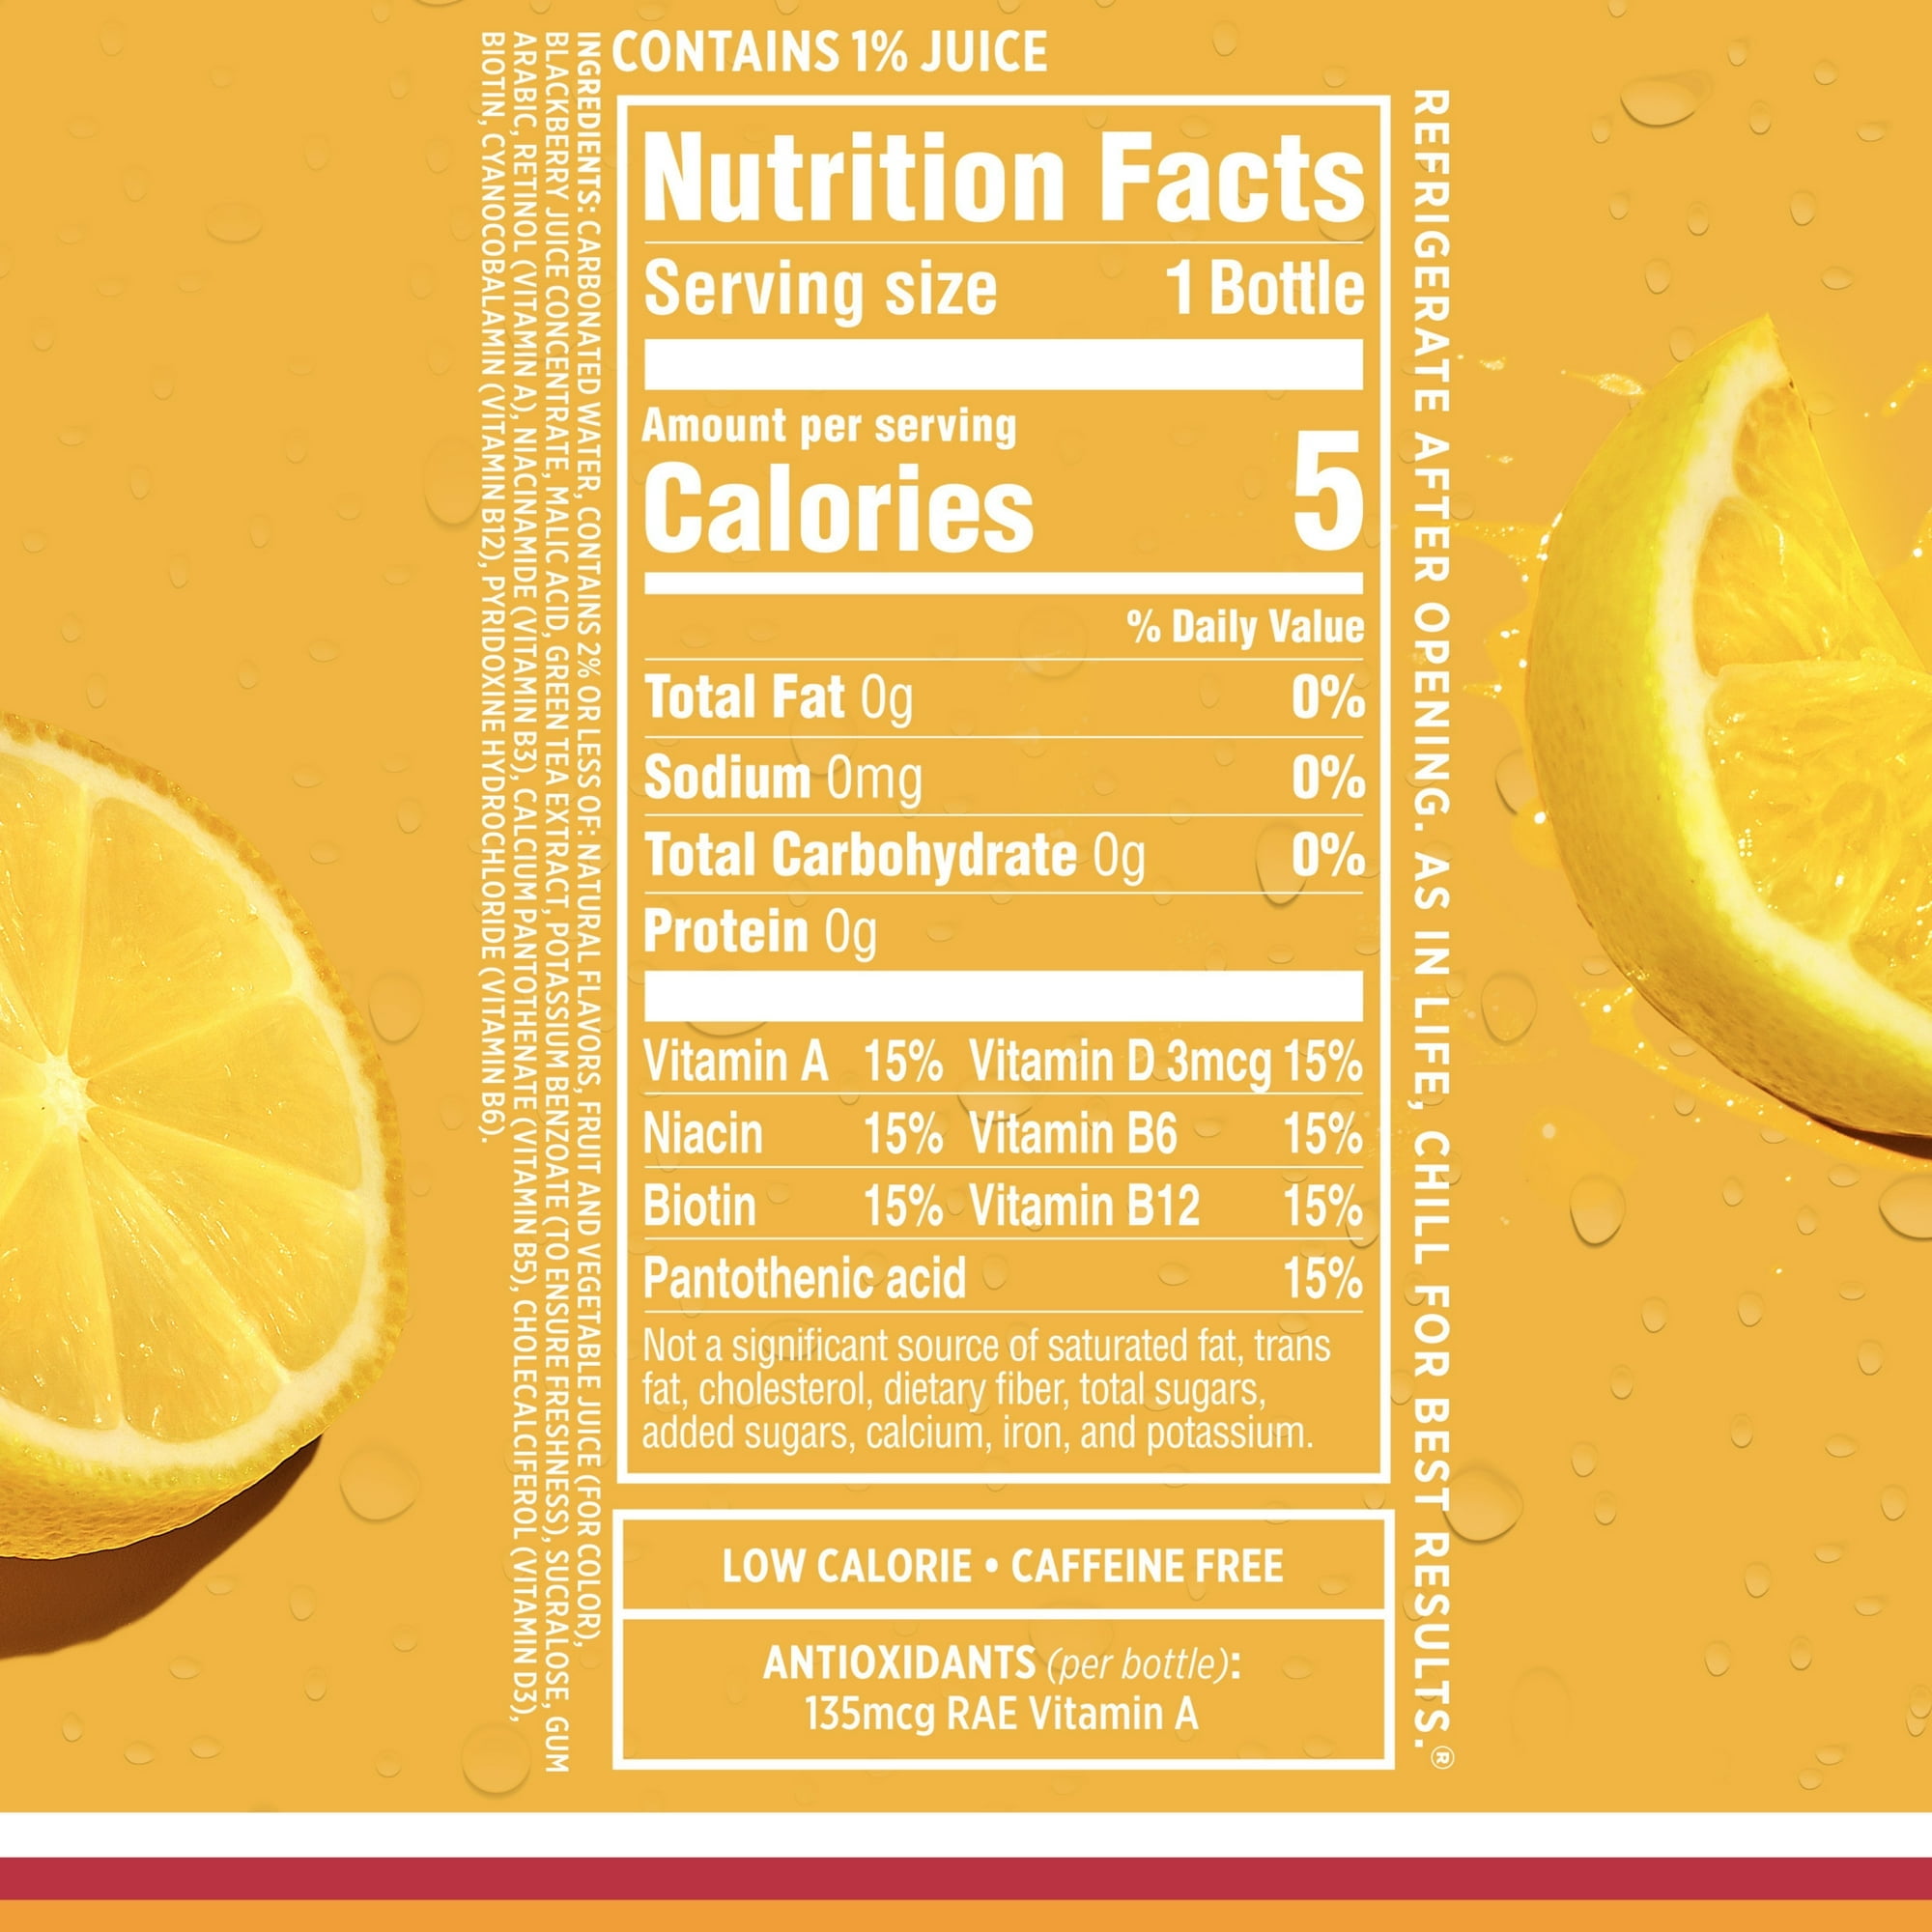 CONTAINS 1% JUICE
Nutrition Facts
Serving size 1 Bottle
Amount per serving
Calories 5
% Daily Value
Total Fat 0g 0%
Sodium 0mg 0%
Total Carbohydrate 0g 0%
Protein 0g
Vitamin A 15% Vitamin D 3mcg 15%
Niacin 15% Vitamin B6 15%
Biotin 15% Vitamin B12 15%
Pantothenic acid 15%
Not a significant source of saturated fat, trans
fat, cholesterol, dietary fiber, total sugars,
added sugars, calcium, iron, and potassium.
LOW CALORIE • CAFFEINE FREE
ANTIOXIDANTS (per bottle):
135mcg RAE Vitamin A
INGREDIENTS: CARBONATED WATER, CONTAINS 2% OR LESS OF: NATURAL FLAVORS, FRUIT AND VEGETABLE JUICE (FOR COLOR),
BLACKBERRY JUICE CONCENTRATE, MALIC ACID, GREEN TEA EXTRACT, POTASSIUM BENZOATE (TO ENSURE FRESHNESS), SUCRALOSE, GUM
ARABIC, RETINOL (VITAMIN A), NIACINAMIDE (VITAMIN B3), CALCIUM PANTOTHENATE (VITAMIN B5), CHOLECALCIFEROL (VITAMIN D3),
BIOTIN, CYANOCOBALAMIN (VITAMIN B12), PYRIDOXINE HYDROCHLORIDE (VITAMIN B6).
REFRIGERATE AFTER OPENING. AS IN LIFE, CHILL FOR BEST RESULTS.®